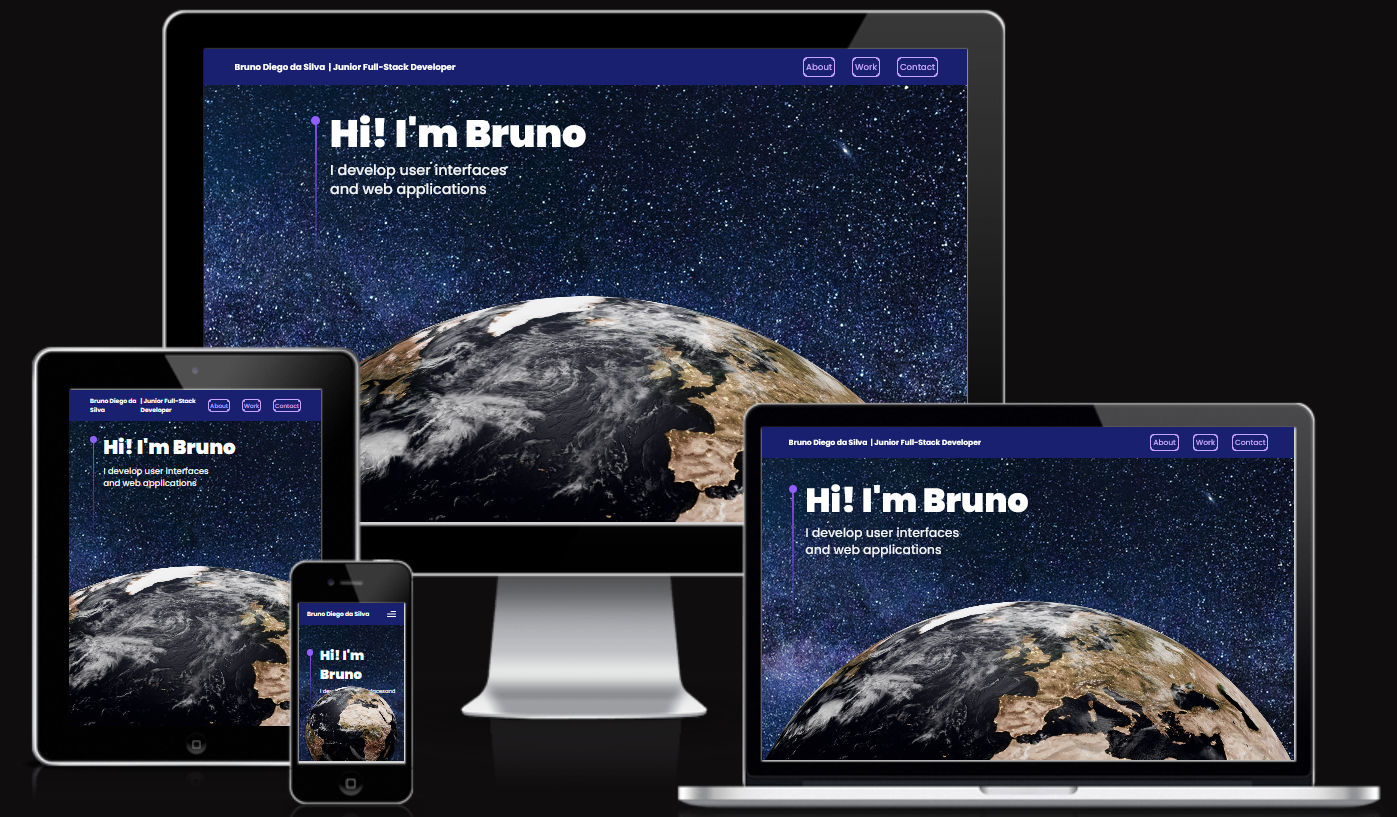 Bruno Diego da Silva | Junior Full-Stack Developer
About Work Contact
Hi! I'm Bruno
I develop user interfaces
and web applications
Bruno Diego da
Silva
| Junior Full-Stack
Developer
About Work Contact
Hi! I'm Bruno
I develop user interfaces
and web applications
Bruno Diego da Silva
Hi! I'm
Bruno
Bruno Diego da Silva | Junior Full-Stack Developer
About Work Contact
Hi! I'm Bruno
I develop user interfaces
and web applications